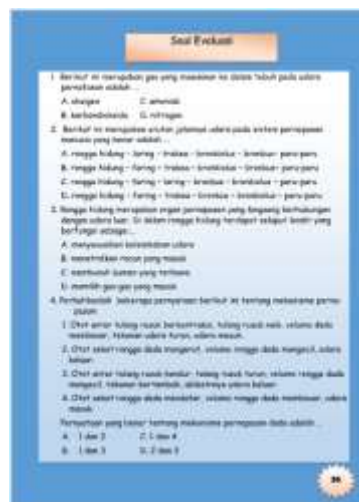 Soal Evaluasi
1. Berikut ini merupakan gas yang masuk ke dalam tubuh pada udara
pernafasan adalah ...
A. oksigen C. amoniak
B. karbondioksida D. nitrogen
2. Berikut ini merupakan urutan jalannya udara pada sistem pernapasan
manusia yang benar adalah ...
A. rongga hidung - laring - trakea - bronkiolus - bronkus - paru-paru
B. rongga hidung - faring - trakea - bronkiolus - bronkus - paru-paru
C. rongga hidung - faring - laring - bronkus - bronkiolus - paru-paru
D. rongga hidung - faring - trakea - bronkus - bronkiolus - paru-paru
3. Rongga hidung merupakan organ pernapasan yang langsung berhubungan
dengan udara luar. Di dalam rongga hidung terdapat selaput lendir yang
berfungsi sebagai...
A. menyesuaikan kelembaban udara
B. menetralkan racun yang masuk
C. membunuh kuman yang terbawa
D. memilih gas-gas yang masuk
4. Perhatikanlah beberapa pernyataan berikut ini tentang mekanisme perna-
pasan
1. Otot antar tulang rusuk berkontraksi, tulang rusuk naik, volume dada
membesar, tekanan udara turun, udara masuk.
2. Otot sekat rongga dada mengerut, volume rongga dada mengecil, udara
keluar
3. Otot antar tulang rusuk kendur, tulang rusuk turun, volume rongga dada
mengecil, tekanan bertambah, akibatnya udara keluar
4. Otot sekat rongga dada mendatar, volume rongga dada membesar, udara
masuk
Pernyataan yang benar tentang mekanisme pernapasan dada adalah
A. 1 dan 2 C. 1 dan 4
B. 1 dan 3 D. 2 dan 3